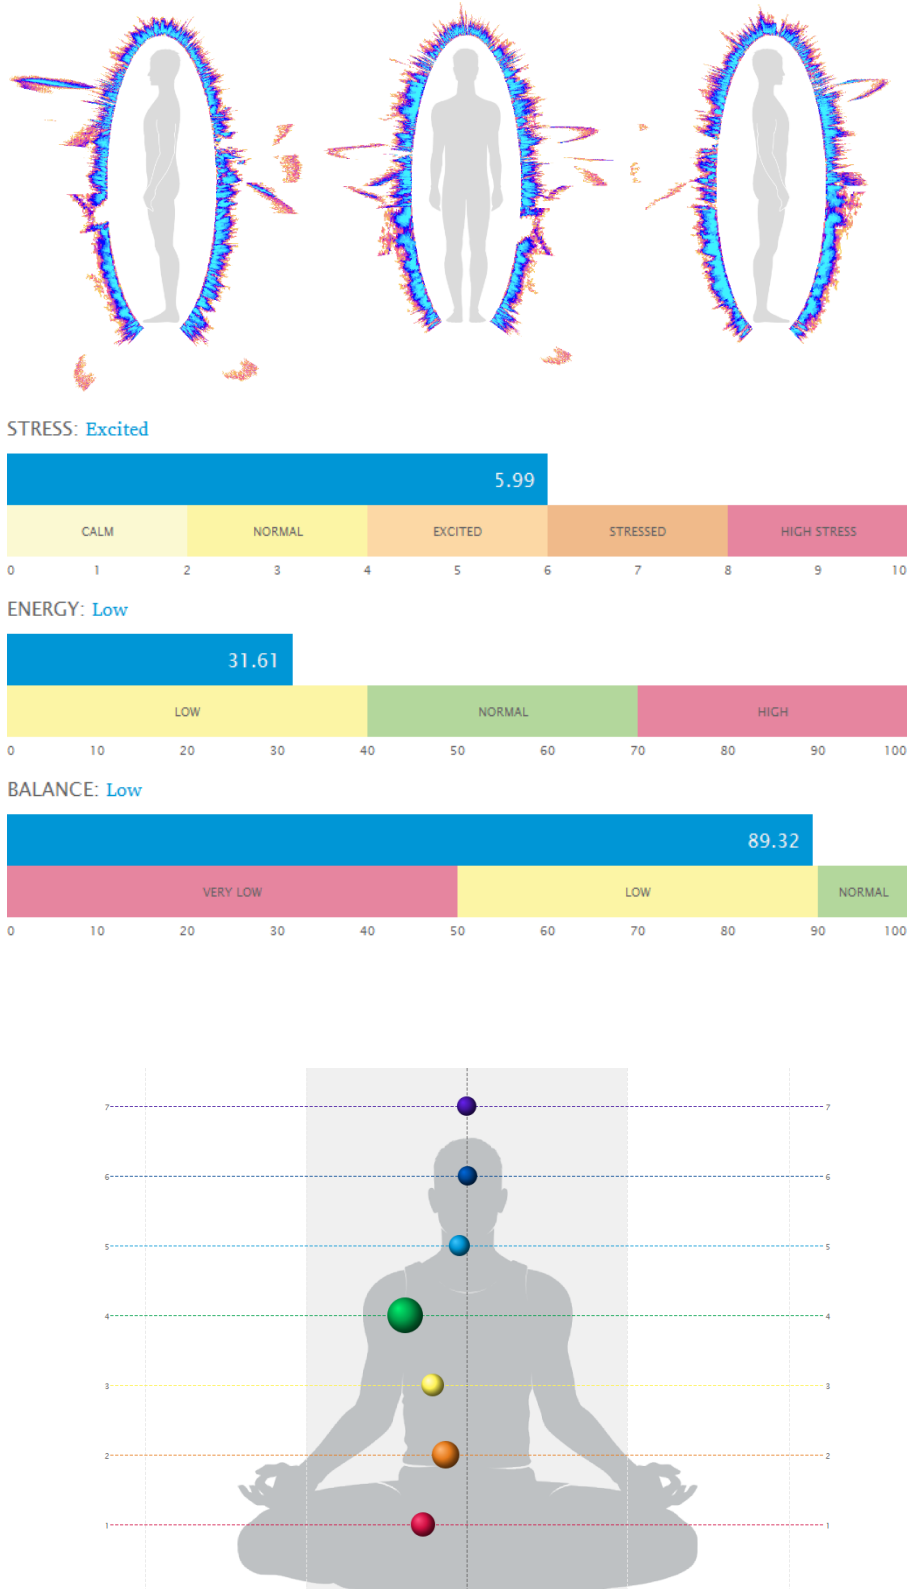 STRESS: Excited
5.99
CALM NORMAL EXCITED STRESSED HIGH STRESS
0 1 2 3 4 5 6 7 8 9 10
ENERGY: Low
31.61
LOW NORMAL HIGH
0 10 20 30 40 50 60 70 80 90 100
BALANCE: Low
89.32
VERY LOW LOW NORMAL
0 10 20 30 40 50 60 70 80 90 100
7 7
6 6
5 5
4 4
3 3
2 2
1 1